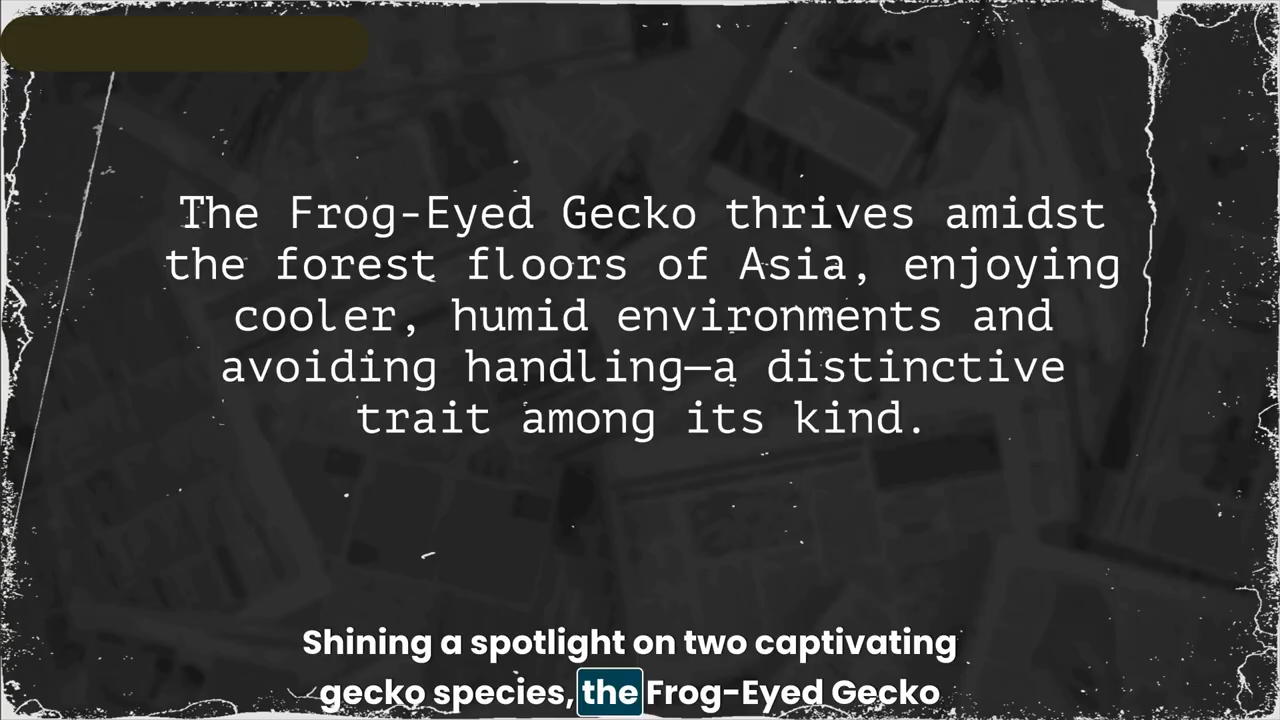 The Frog-Eyed Gecko thrives amidst
the forest floors of Asia, enjoying
cooler, humid environments and
avoiding handling—a distinctive
trait among its kind.
Shining a spotlight on two captivating
gecko species, the Frog-Eyed Gecko